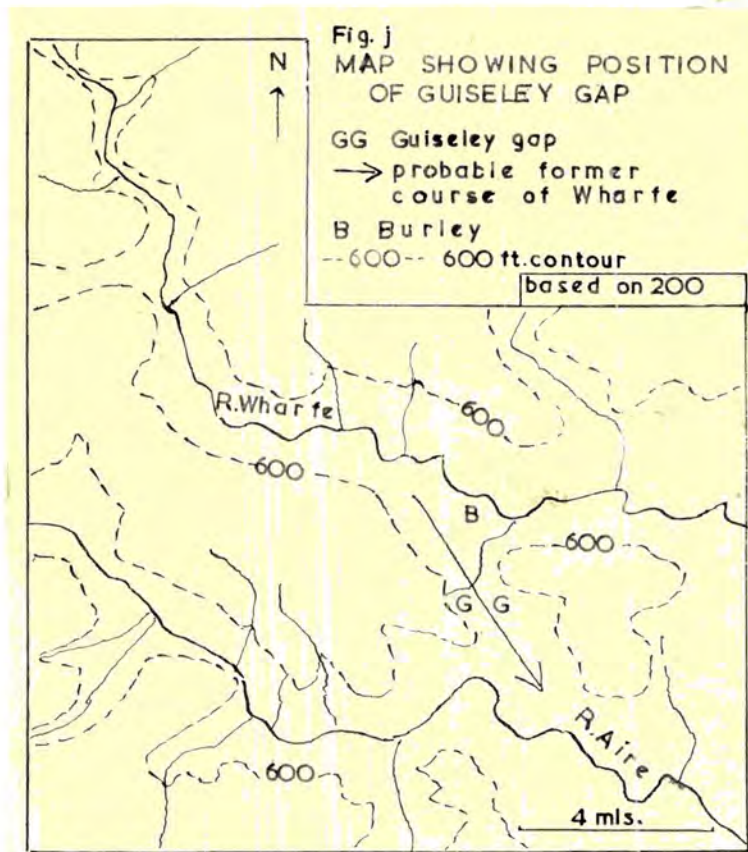 Fig. j
MAP SHOWING POSITION
OF GUISELEY GAP
N
GG Guiseley gap
→ probable former
course of Wharfe
B Burley
--600-- 600 ft. contour
based on 200
R. Wharfe
600
600
B
600
G G
R. Aire
600
4 mls.